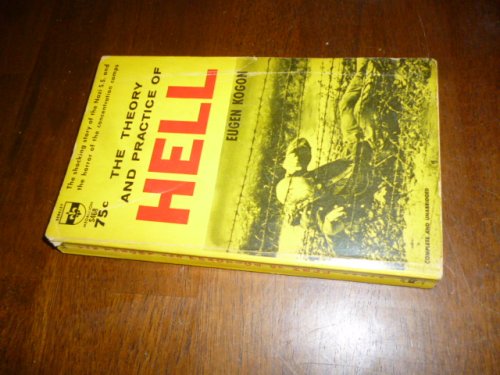 The shocking story of the Nazi S.S. and
the horror of the concentration camps
S468
75c
THE THEORY
AND PRACTICE OF
HELL
EUGEN KOGON
COMPLETE AND UNABRIDGED